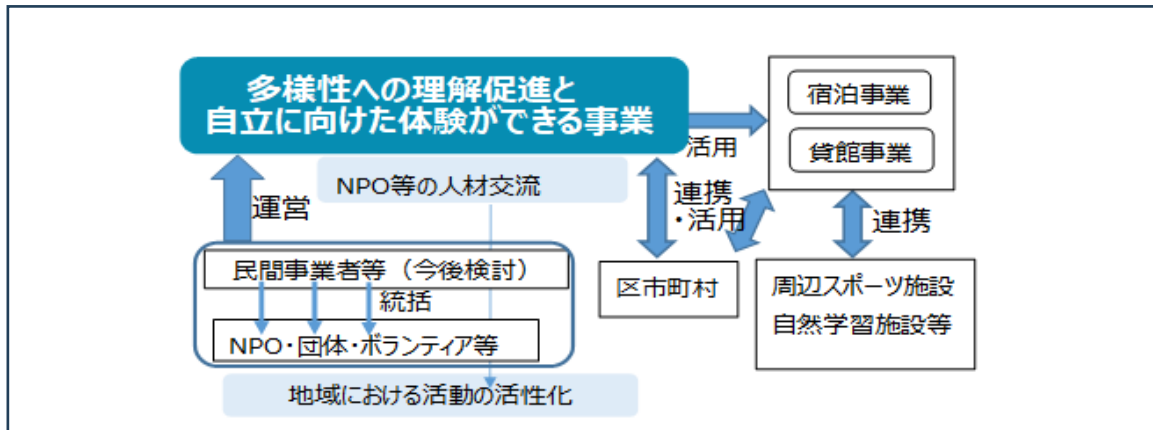 多様性への理解促進と
自立に向けた体験ができる事業
宿泊事業
貸館事業
活用
NPO等の人材交流
運営
連携
・活用
連携
民間事業者等（今後検討）
統括
NPO・団体・ボランティア等
区市町村
周辺スポーツ施設
自然学習施設等
地域における活動の活性化